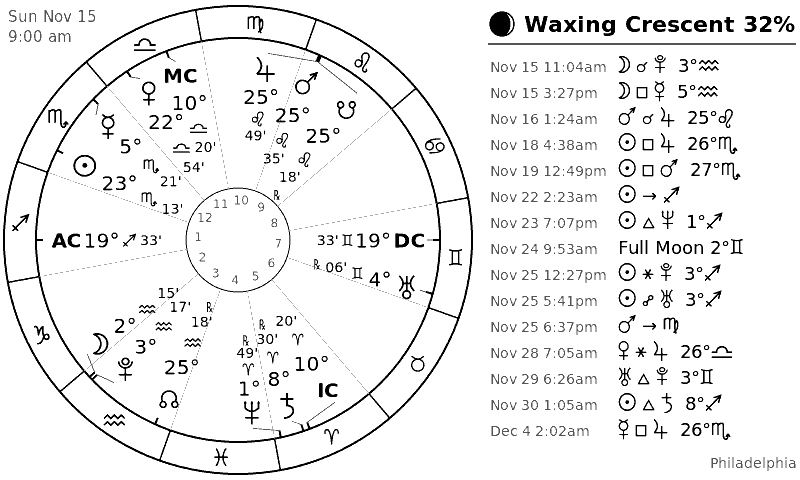 Sun Nov 15
9:00 am
Waxing Crescent 32%
Nov 15 11:04am ☽ ☌ ⯓ 3°♒
Nov 15 3:27pm ☽ □ ☿ 5°♒
Nov 16 1:24am ♂ ☌ ♃ 25°♌
Nov 18 4:38am ☉ □ ♃ 26°♏
Nov 19 12:49pm ☉ □ ♂ 27°♏
Nov 22 2:23am ☉ → ♐
Nov 23 7:07pm ☉ △ ♆ 1°♐
Nov 24 9:53am Full Moon 2°♊
Nov 25 12:27pm ☉ ⚹ ⯓ 3°♐
Nov 25 5:41pm ☉ ☍ ♅ 3°♐
Nov 25 6:37pm ♂ → ♍
Nov 28 7:05am ♀ ⚹ ♃ 26°♎
Nov 29 6:26am ♅ △ ⯓ 3°♊
Nov 30 1:05am ☉ △ ♄ 8°♐
Dec 4 2:02am ☿ □ ♃ 26°♏
Philadelphia
♍
♌
♋
♊
♉
♈
♓
♒
♑
♐
♏
♎
MC 10° ♎ 20'
♀ 22° ♎ 54'
☿ 5° ♏ 21'
☉ 23° ♏ 13'
AC 19° ♐ 33'
☽ 2° ♒ 15'
⯓ 3° ♒ 17'
☊ 25° ♒ 18' ℞
♆ 1° ♈ 49' ℞
♄ 8° ♈ 30' ℞
IC 10° ♈ 20'
♅ 4° ♊ 06' ℞
DC 19° ♊ 33'
☋ 25° ♌ 18' ℞
♂ 25° ♌ 35'
♃ 25° ♌ 49'
1
2
3
4
5
6
7
8
9
10
11
12